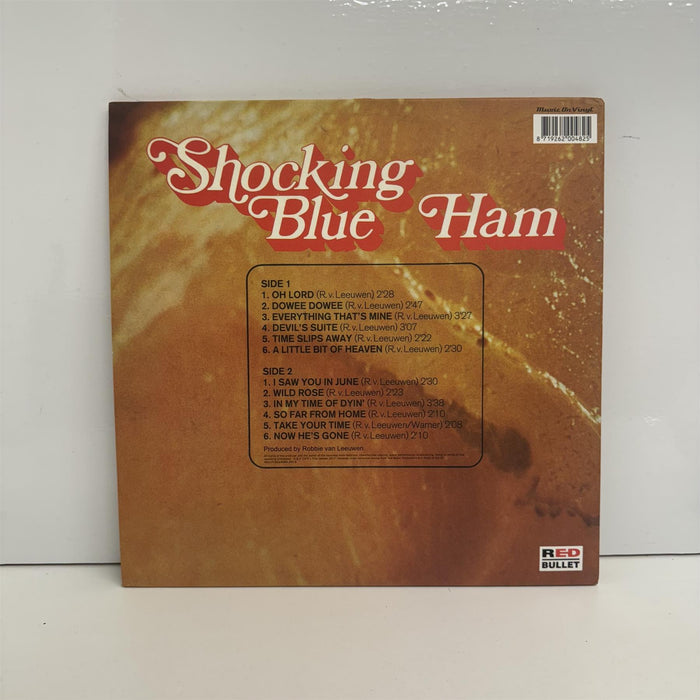 Music On Vinyl
8 719262 004825
Shocking
Blue Ham
SIDE 1
1. OH LORD (R. v. Leeuwen) 2'28
2. DOWEE DOWEE (R. v. Leeuwen) 2'47
3. EVERYTHING THAT'S MINE (R. v. Leeuwen) 3'27
4. DEVIL'S SUITE (R. v. Leeuwen) 3'07
5. TIME SLIPS AWAY (R. v. Leeuwen) 2'22
6. A LITTLE BIT OF HEAVEN (R. v. Leeuwen) 2'30
SIDE 2
1. I SAW YOU IN JUNE (R. v. Leeuwen) 2'30
2. WILD ROSE (R. v. Leeuwen) 2'23
3. IN MY TIME OF DYIN' (R. v. Leeuwen) 3'38
4. SO FAR FROM HOME (R. v. Leeuwen) 2'10
5. TAKE YOUR TIME (R. v. Leeuwen/Warner) 2'08
6. NOW HE'S GONE (R. v. Leeuwen) 2'10
Produced by Robbie van Leeuwen
RED
BULLET